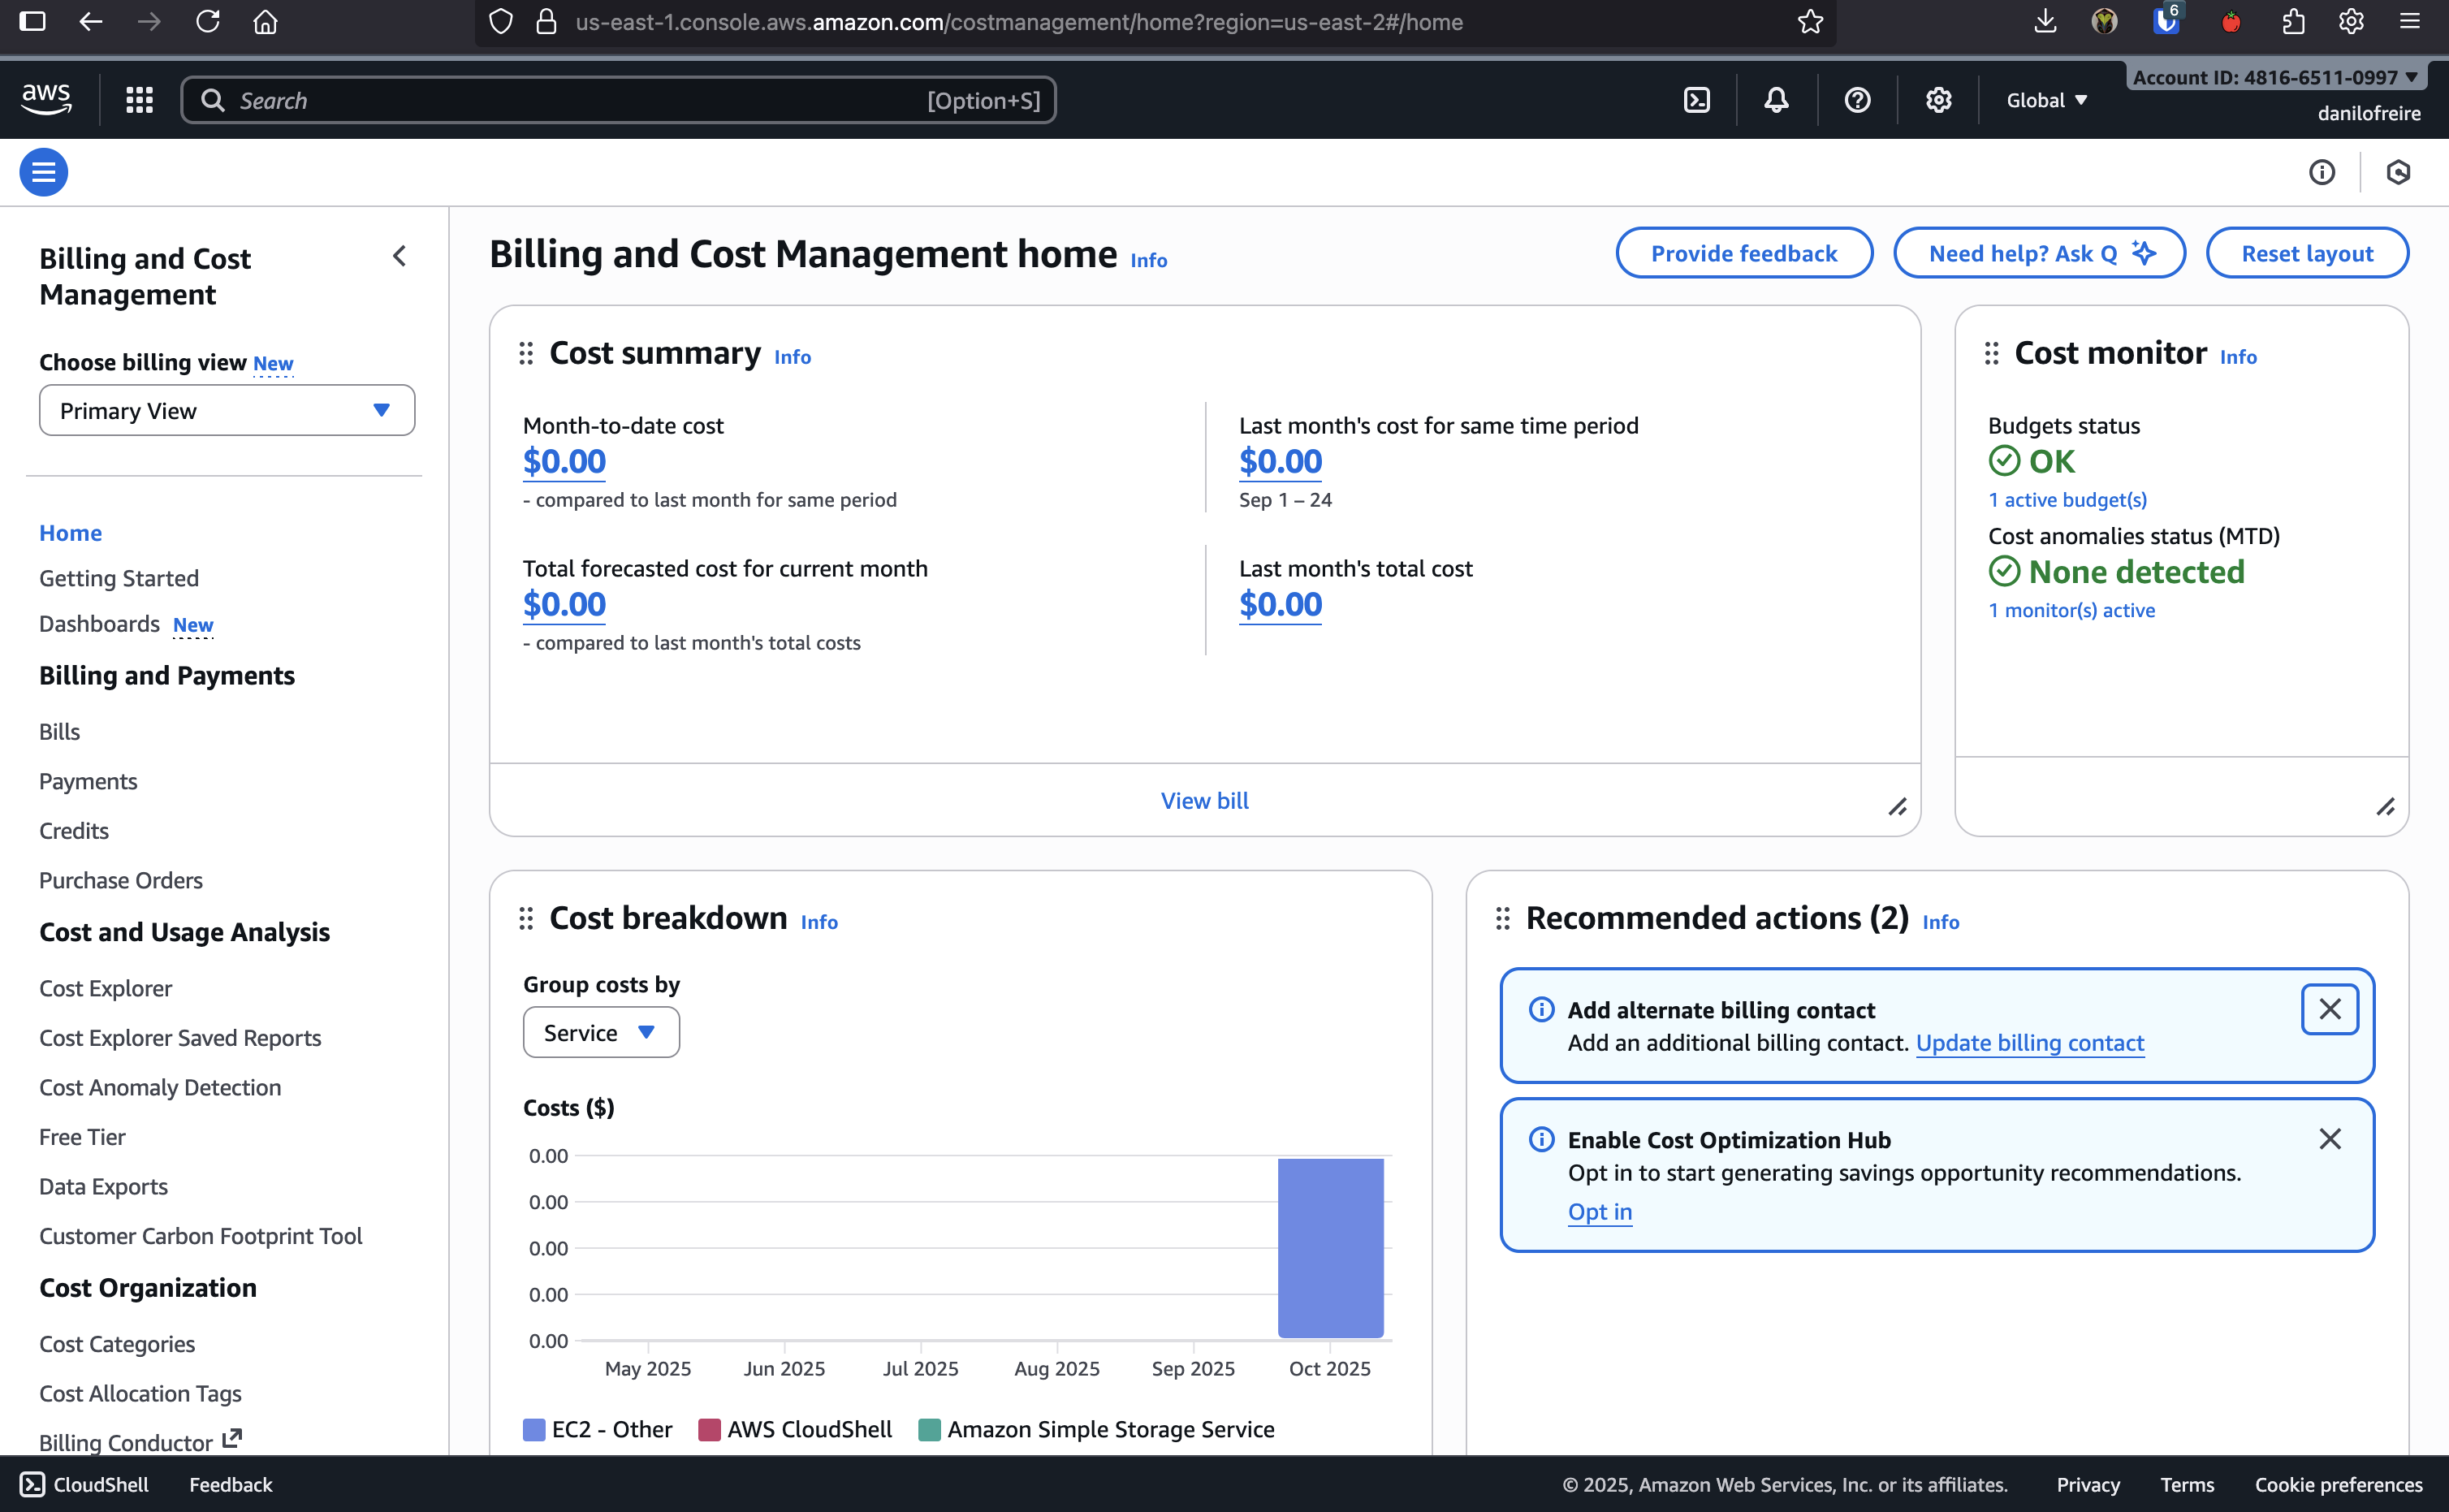 us-east-1.console.aws.amazon.com/costmanagement/home?region=us-east-2#/home
6
aws
Search
[Option+S]
Global
Account ID: 4816-6511-0997
danilofreire
Billing and Cost
Management
Choose billing view New
Primary View
Home
Getting Started
Dashboards New
Billing and Payments
Bills
Payments
Credits
Purchase Orders
Cost and Usage Analysis
Cost Explorer
Cost Explorer Saved Reports
Cost Anomaly Detection
Free Tier
Data Exports
Customer Carbon Footprint Tool
Cost Organization
Cost Categories
Cost Allocation Tags
Billing Conductor
Billing and Cost Management home Info
Provide feedback
Need help? Ask Q
Reset layout
Cost summary Info
Month-to-date cost
$0.00
- compared to last month for same period
Last month's cost for same time period
$0.00
Sep 1 – 24
Total forecasted cost for current month
$0.00
- compared to last month's total costs
Last month's total cost
$0.00
View bill
Cost monitor Info
Budgets status
OK
1 active budget(s)
Cost anomalies status (MTD)
None detected
1 monitor(s) active
Cost breakdown Info
Group costs by
Service
Costs ($)
0.00
0.00
0.00
0.00
0.00
May 2025 Jun 2025 Jul 2025 Aug 2025 Sep 2025 Oct 2025
EC2 - Other AWS CloudShell Amazon Simple Storage Service
Recommended actions (2) Info
Add alternate billing contact
Add an additional billing contact. Update billing contact
Enable Cost Optimization Hub
Opt in to start generating savings opportunity recommendations.
Opt in
CloudShell Feedback
© 2025, Amazon Web Services, Inc. or its affiliates. Privacy Terms Cookie preferences